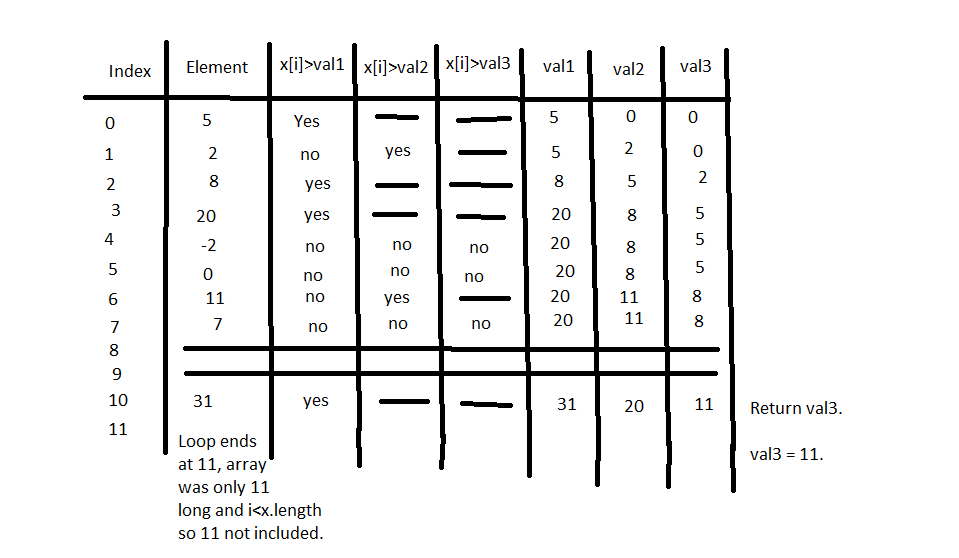 Index Element x[i]>val1 x[i]>val2 x[i]>val3 val1 val2 val3
0 5 Yes 5 0 0
1 2 no yes 5 2 0
2 8 yes 8 5 2
3 20 yes 20 8 5
4 -2 no no no 20 8 5
5 0 no no no 20 8 5
6 11 no yes 20 11 8
7 7 no no no 20 11 8
8
9
10 31 yes 31 20 11 Return val3.
11
Loop ends
at 11, array
was only 11
long and i<x.length
so 11 not included.
val3 = 11.